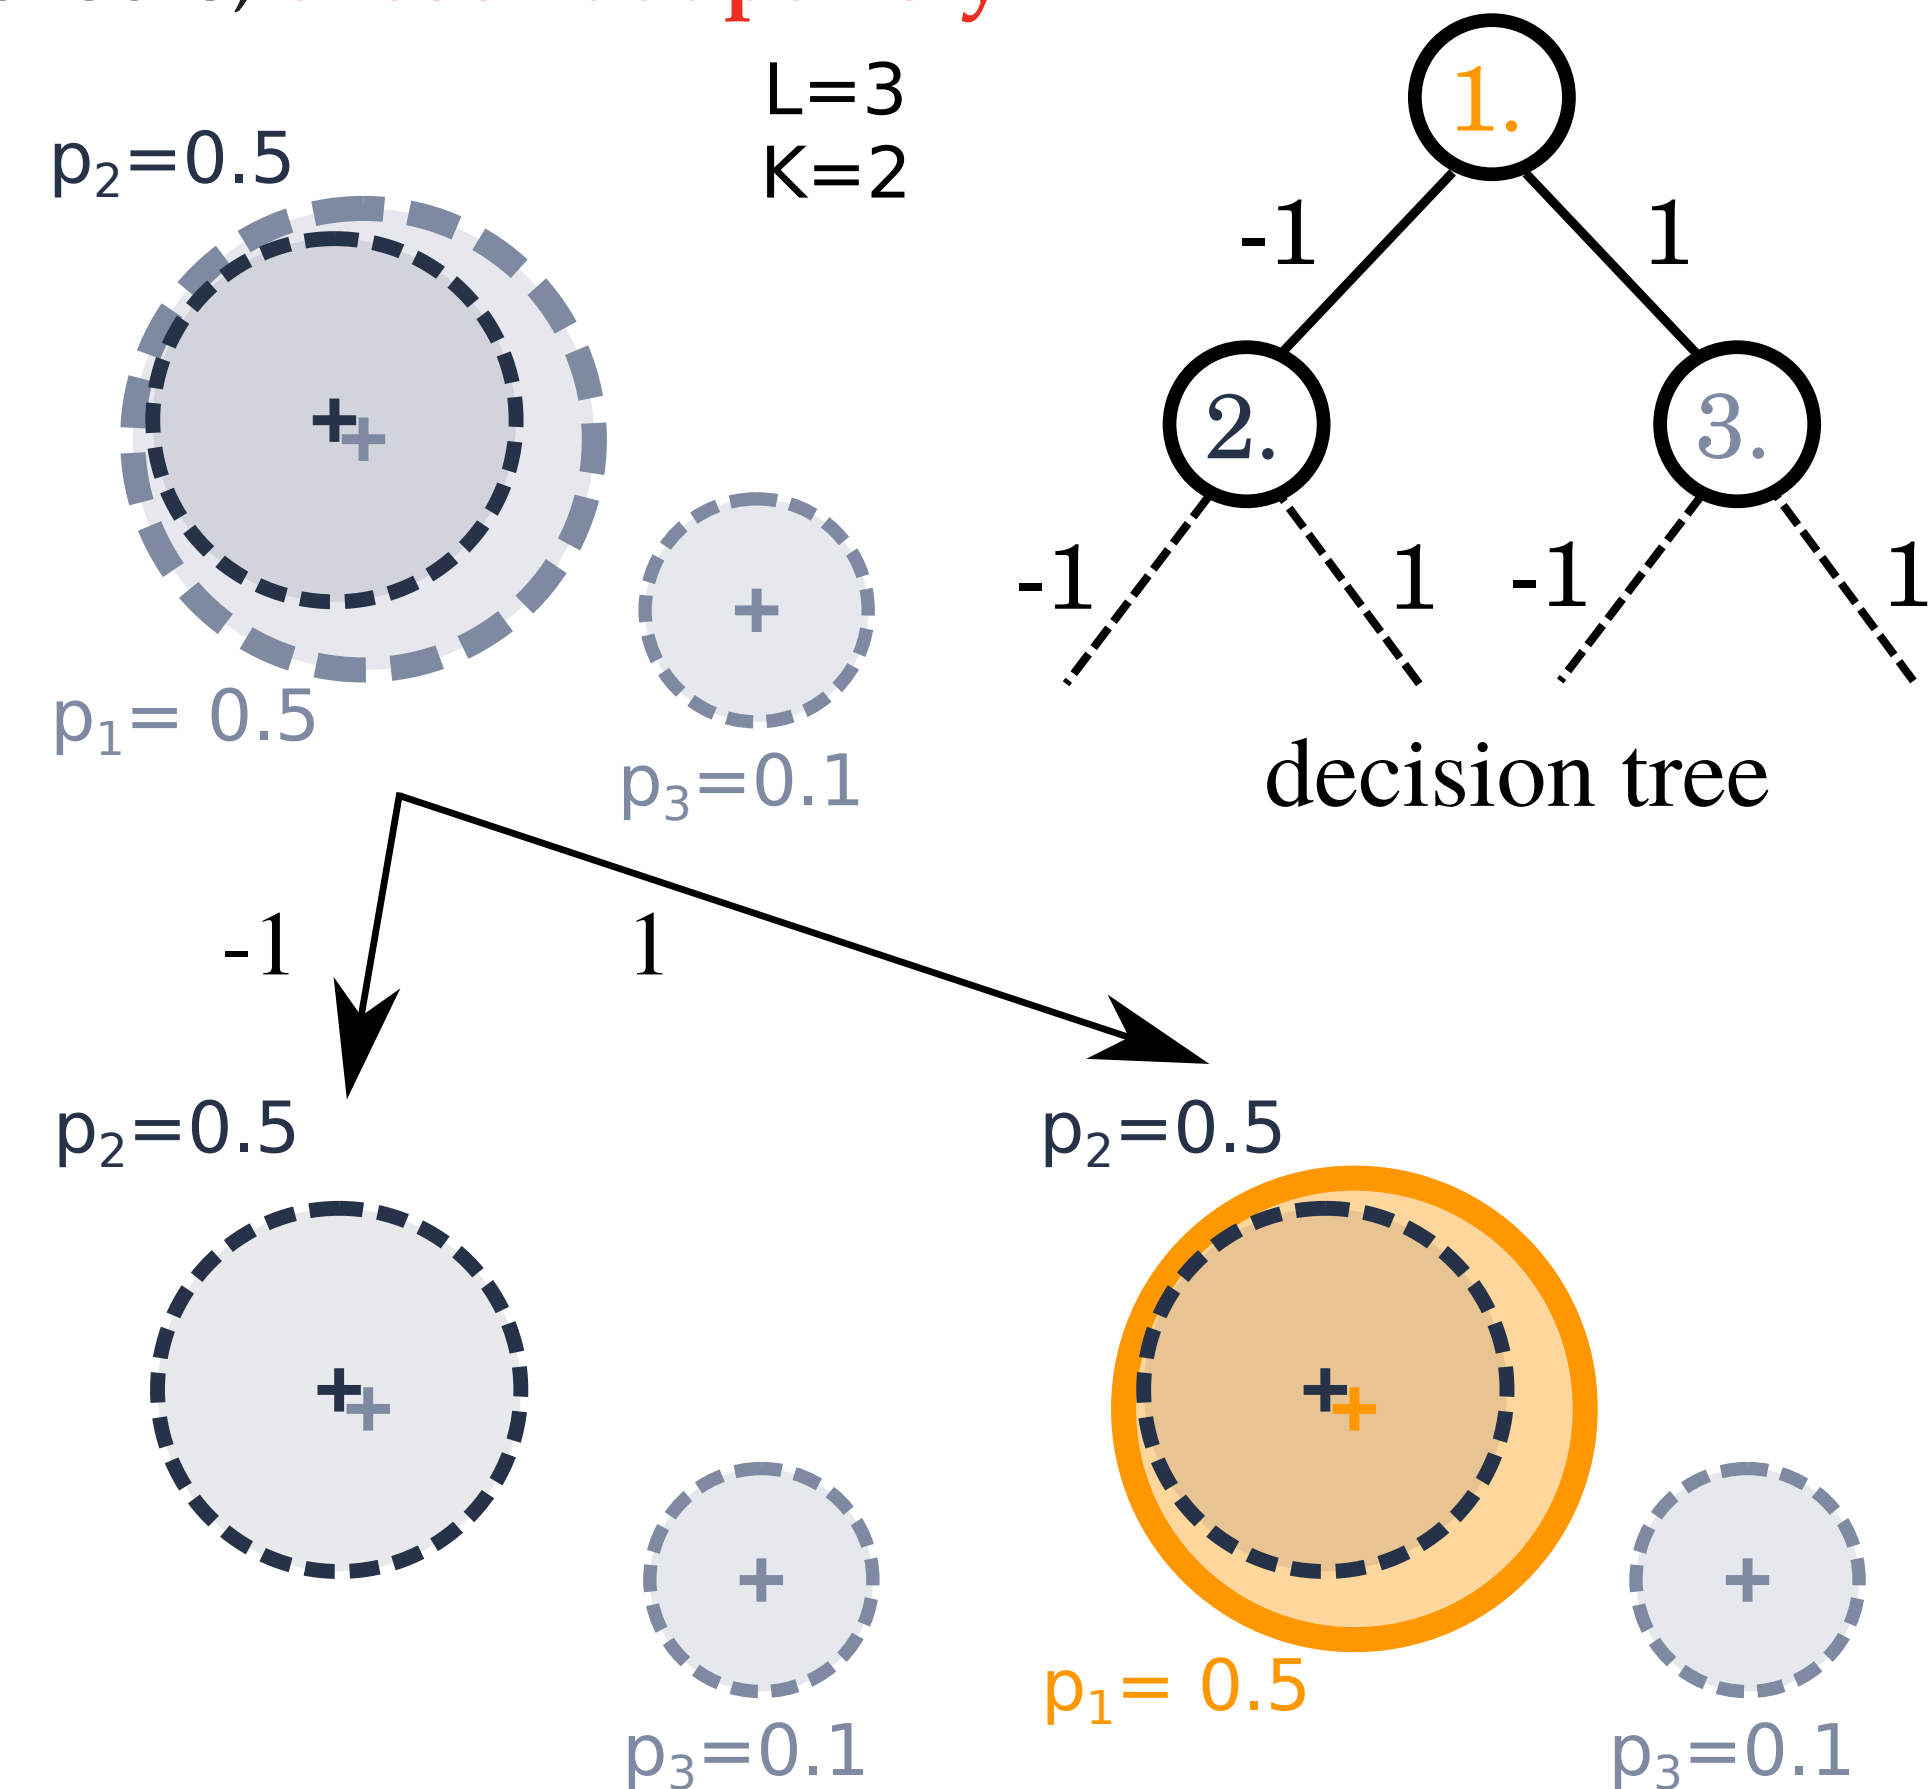 L=3
K=2
p₂=0.5
p₁= 0.5
p₃=0.1
1.
-1 1
2. 3.
-1 1 -1 1
decision tree
-1 1
p₂=0.5
p₃=0.1
p₂=0.5
p₁= 0.5
p₃=0.1